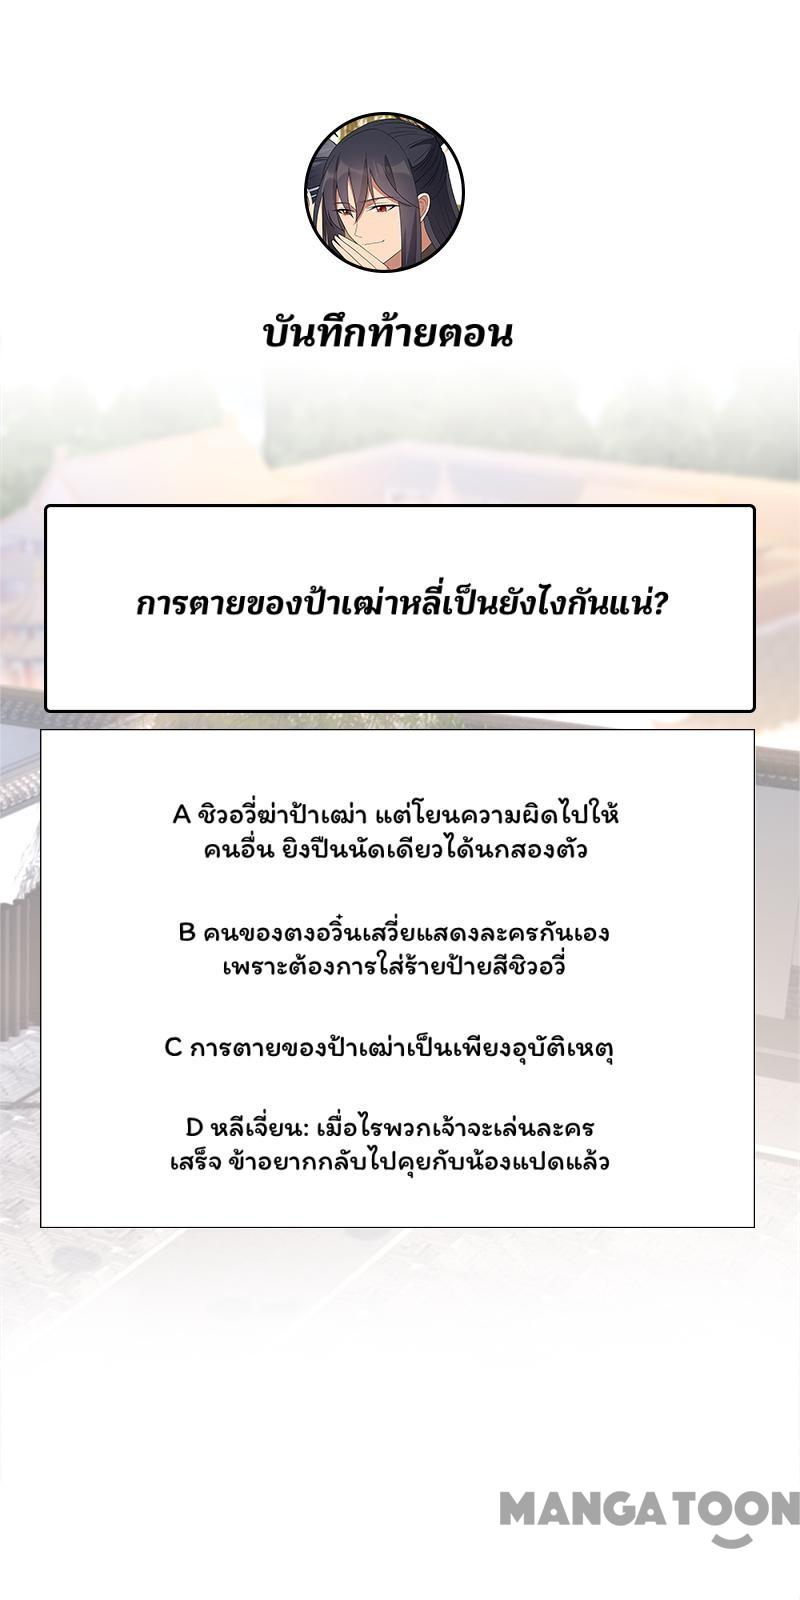 บันทึกท้ายตอน
การตายของป้าเฒ่าหลี่เป็นยังไงกันแน่?
A ชิวอวี่ฆ่าป้าเฒ่า แต่โยนความผิดไปให้
คนอื่น ยิงปืนนัดเดียวได้นกสองตัว
B คนของตงอวิ๋นเสวี่ยแสดงละครกันเอง
เพราะต้องการใส่ร้ายป้ายสีชิวอวี่
C การตายของป้าเฒ่าเป็นเพียงอุบัติเหตุ
D หลีเจี่ยน: เมื่อไรพวกเจ้าจะเล่นละคร
เสร็จ ข้าอยากกลับไปคุยกับน้องแปดแล้ว
MANGATOON